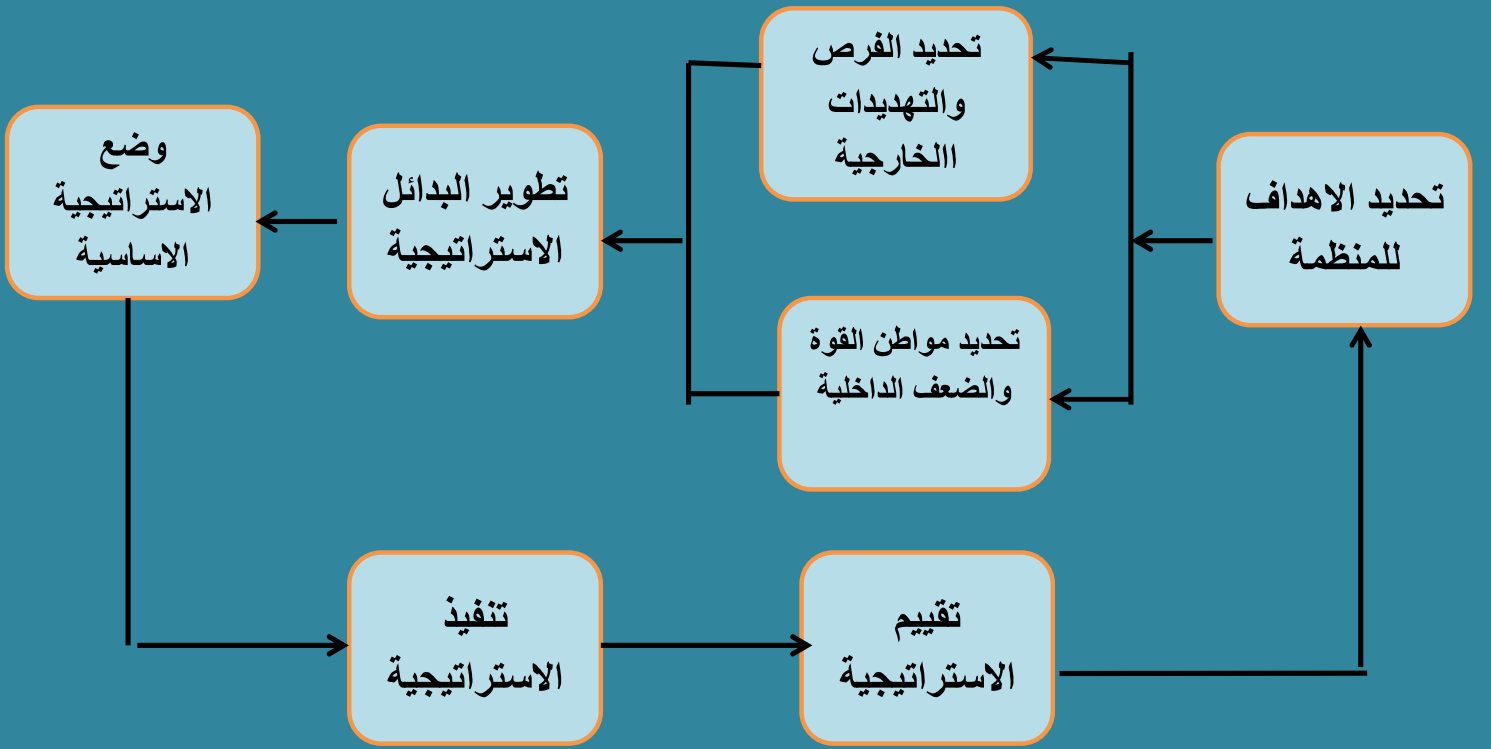 تحديد الاهداف
للمنظمة
تحديد الفرص
والتهديدات
االخارجية
تحديد مواطن القوة
والضعف الداخلية
تطوير البدائل
الاستراتيجية
وضع
الاستراتيجية
الاساسية
تنفيذ
الاستراتيجية
تقييم
الاستراتيجية